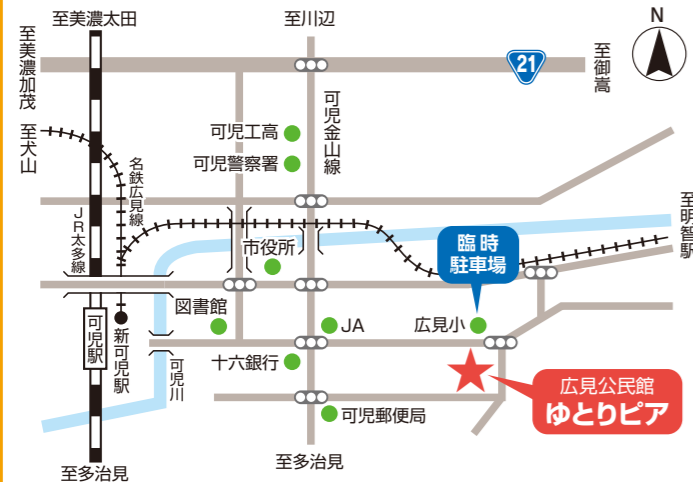 至美濃太田
至川辺
N
至美濃加茂
21
至御嵩
可児工高
可児金山線
至犬山
可児警察署
名鉄広見線
至明智駅
JR太多線
臨時
駐車場
市役所
図書館
JA
広見小
可児駅
新可児駅
可児川
十六銀行
広見公民館
ゆとりピア
可児郵便局
至多治見
至多治見